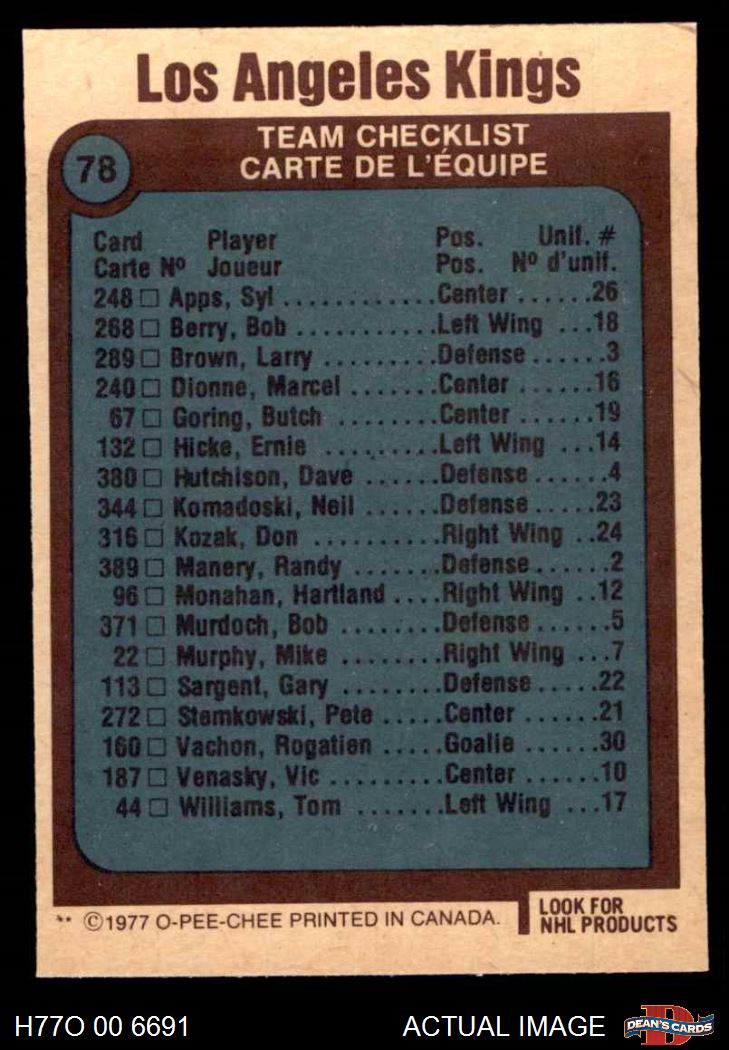 Los Angeles Kings
78
TEAM CHECKLIST
CARTE DE L'ÉQUIPE
Card Player Pos. Unif. #
Carte Nº Joueur Pos. Nº d'unif.
248 □ Apps, Syl ............Center ......26
268 □ Berry, Bob ...........Left Wing ...18
289 □ Brown, Larry .........Defense ......3
240 □ Dionne, Marcel .......Center ......16
67 □ Goring, Butch ........Center ......19
132 □ Hicke, Ernie .........Left Wing ...14
380 □ Hutchison, Dave ......Defense ......4
344 □ Komadoski, Neil ......Defense .....23
316 □ Kozak, Don ..........Right Wing ..24
389 □ Manery, Randy .......Defense ......2
96 □ Monahan, Hartland ....Right Wing ..12
371 □ Murdoch, Bob ........Defense ......5
22 □ Murphy, Mike ........Right Wing ...7
113 □ Sargent, Gary ........Defense .....22
272 □ Stemkowski, Pete .....Center ......21
160 □ Vachon, Rogatien .....Goalie ......30
187 □ Venasky, Vic .........Center ......10
44 □ Williams, Tom .......Left Wing ...17
** ©1977 O-PEE-CHEE PRINTED IN CANADA.
LOOK FOR
NHL PRODUCTS
H77O 00 6691
ACTUAL IMAGE
D
DEAN'S CARDS